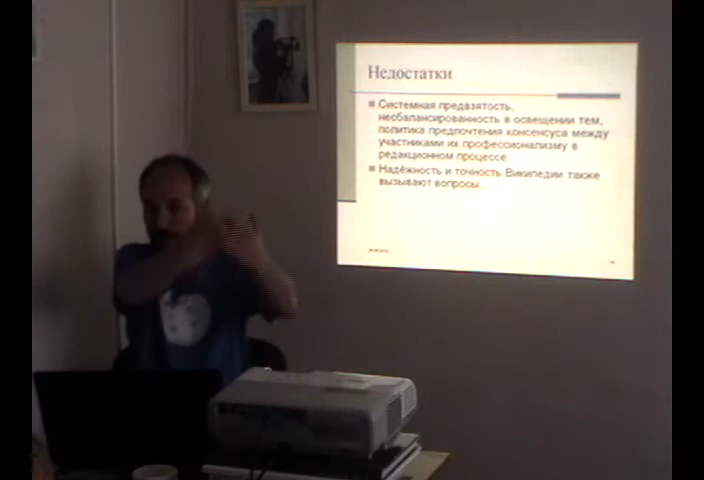 Недостатки
Системная предвзятость,
несбалансированность в освещении тем,
политика предпочтения консенсуса между
участниками их профессионализму в
редакционном процессе
Надёжность и точность Википедии также
вызывают вопросы.